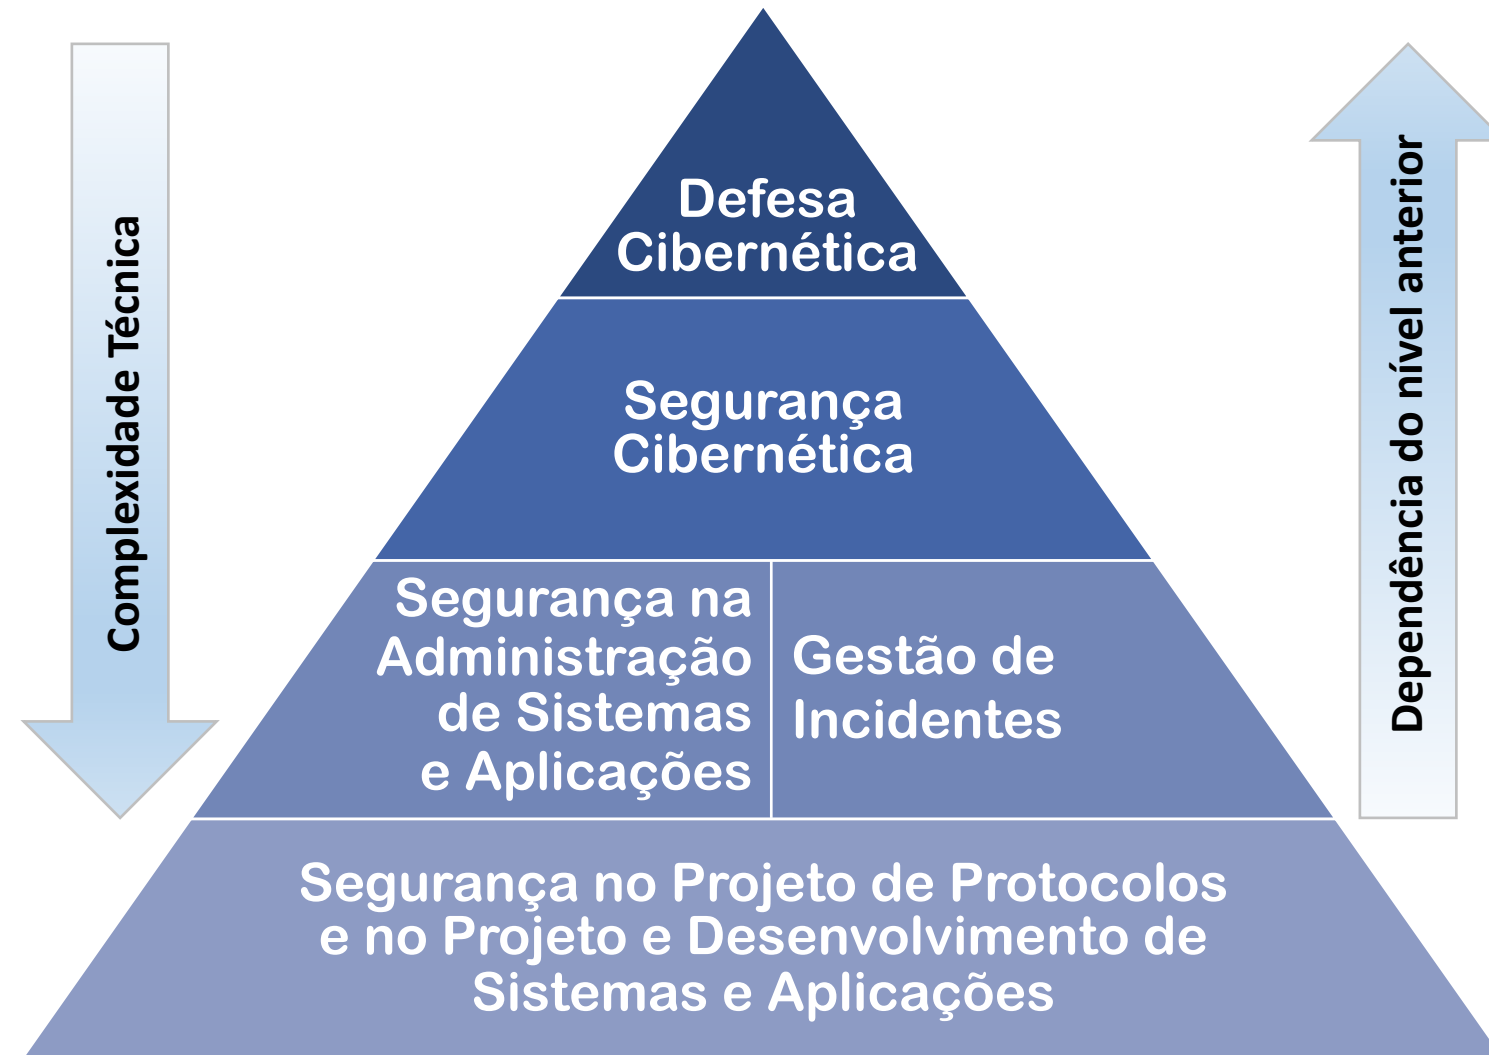 Complexidade Técnica
Defesa
Cibernética
Segurança
Cibernética
Segurança na
Administração
de Sistemas
e Aplicações
Gestão de
Incidentes
Segurança no Projeto de Protocolos
e no Projeto e Desenvolvimento de
Sistemas e Aplicações
Dependência do nível anterior